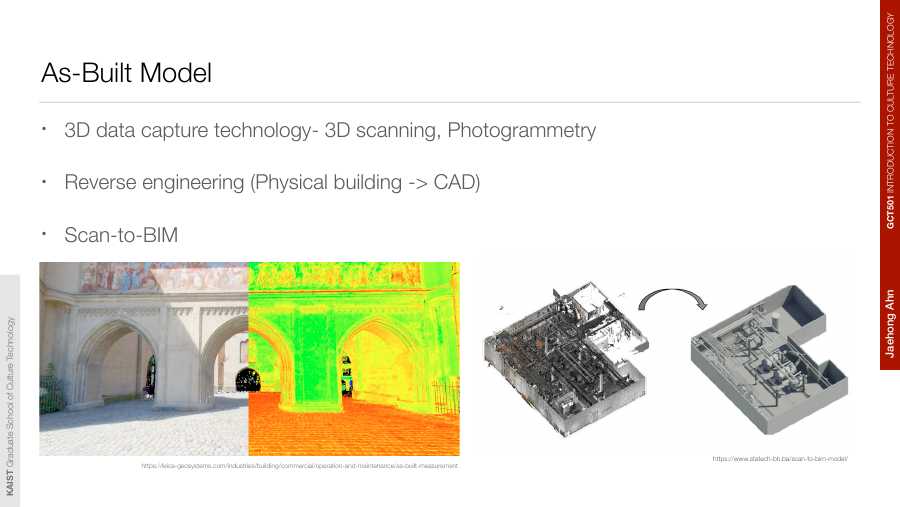 As-Built Model
• 3D data capture technology- 3D scanning, Photogrammetry
• Reverse engineering (Physical building -> CAD)
• Scan-to-BIM
https://leica-geosystems.com/industries/building/commercial/operation-and-maintenance/as-built-measurement
https://www.statech-bh.ba/scan-to-bim-model/
KAIST Graduate School of Culture Technology
GCT501 INTRODUCTION TO CULTURE TECHNOLOGY
Jaehong Ahn